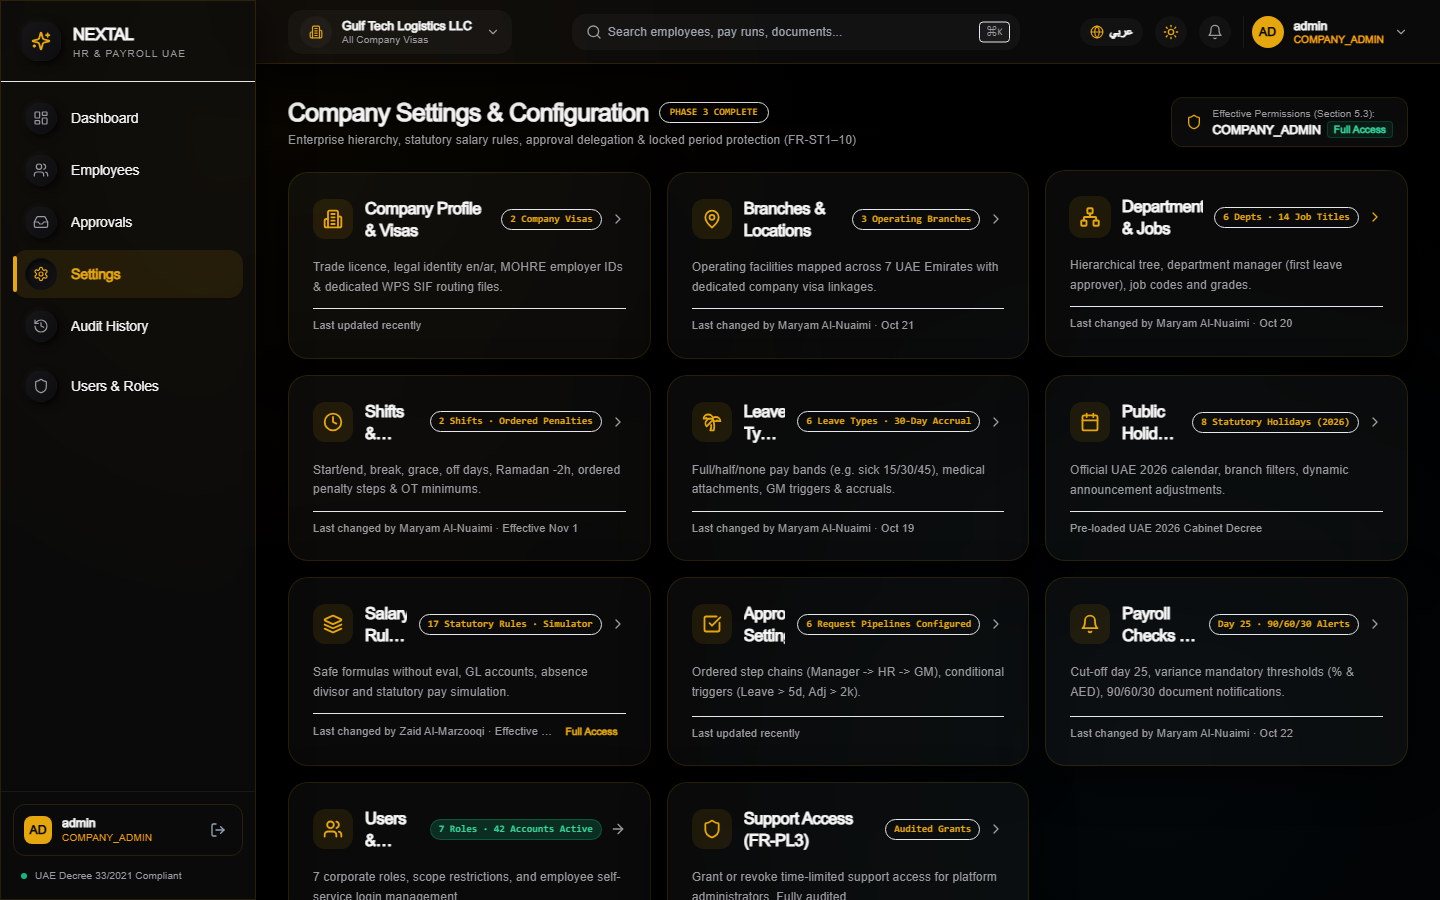 NEXTAL
HR & PAYROLL UAE
Gulf Tech Logistics LLC
All Company Visas
Search employees, pay runs, documents...
⌘K
عربي
AD
admin
COMPANY_ADMIN
Dashboard
Employees
Approvals
Settings
Audit History
Users & Roles
AD
admin
COMPANY_ADMIN
UAE Decree 33/2021 Compliant
Company Settings & Configuration
PHASE 3 COMPLETE
Enterprise hierarchy, statutory salary rules, approval delegation & locked period protection (FR-ST1–10)
Effective Permissions (Section 5.3):
COMPANY_ADMIN Full Access
Company Profile
& Visas
2 Company Visas
Trade licence, legal identity en/ar, MOHRE employer IDs
& dedicated WPS SIF routing files.
Last updated recently
Branches &
Locations
3 Operating Branches
Operating facilities mapped across 7 UAE Emirates with
dedicated company visa linkages.
Last changed by Maryam Al-Nuaimi · Oct 21
Department
& Jobs
6 Depts · 14 Job Titles
Hierarchical tree, department manager (first leave
approver), job codes and grades.
Last changed by Maryam Al-Nuaimi · Oct 20
Shifts
&...
2 Shifts · Ordered Penalties
Start/end, break, grace, off days, Ramadan -2h, ordered
penalty steps & OT minimums.
Last changed by Maryam Al-Nuaimi · Effective Nov 1
Leave
Ty...
6 Leave Types · 30-Day Accrual
Full/half/none pay bands (e.g. sick 15/30/45), medical
attachments, GM triggers & accruals.
Last changed by Maryam Al-Nuaimi · Oct 19
Public
Holid...
8 Statutory Holidays (2026)
Official UAE 2026 calendar, branch filters, dynamic
announcement adjustments.
Pre-loaded UAE 2026 Cabinet Decree
Salary
Rul...
17 Statutory Rules · Simulator
Safe formulas without eval, GL accounts, absence
divisor and statutory pay simulation.
Last changed by Zaid Al-Marzooqi · Effective ...
Full Access
Appro
Setting
6 Request Pipelines Configured
Ordered step chains (Manager -> HR -> GM), conditional
triggers (Leave > 5d, Adj > 2k).
Last updated recently
Payroll
Checks ...
Day 25 · 90/60/30 Alerts
Cut-off day 25, variance mandatory thresholds (% &
AED), 90/60/30 document notifications.
Last changed by Maryam Al-Nuaimi · Oct 22
Users
&...
7 Roles · 42 Accounts Active
7 corporate roles, scope restrictions, and employee self-
service login management.
Support Access
(FR-PL3)
Audited Grants
Grant or revoke time-limited support access for platform
administrators. Fully audited.